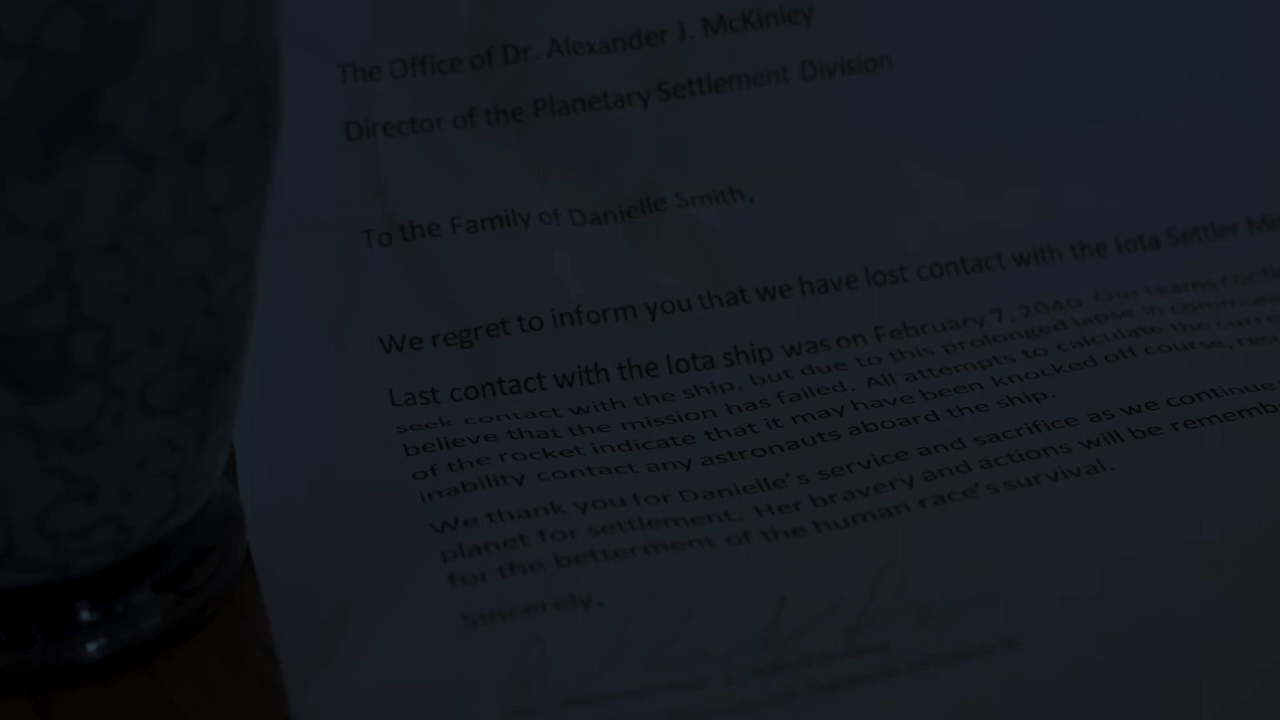 The Office of Dr. Alexander J. McKinley
Director of the Planetary Settlement Division
To the Family of Danielle Smith,
We regret to inform you that we have lost contact with the Iota Settler
Last contact with the Iota ship was on February 7, 2040. Our teams
seek contact with the ship, but due to this prolonged lapse in
believe that the mission has failed. All attempts to calculate the
of the rocket indicate that it may have been knocked off course,
inability contact any astronauts aboard the ship.
We thank you for Danielle's service and sacrifice as we continue
planet for settlement. Her bravery and actions will be
for the betterment of the human race's survival.
Sincerely,